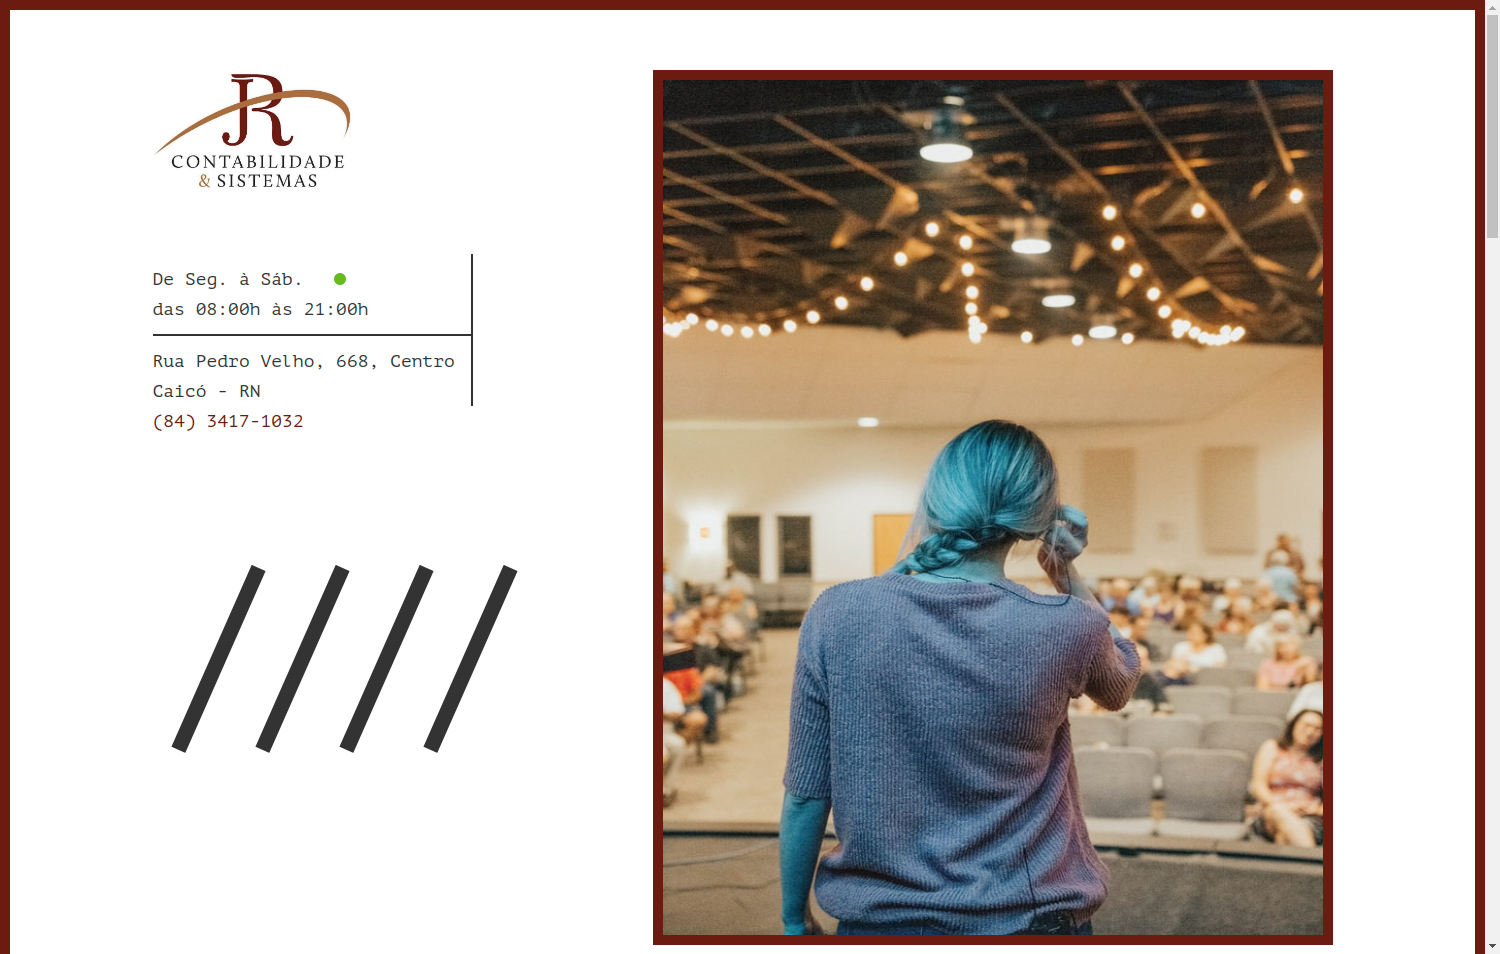 JR
CONTABILIDADE
& SISTEMAS
De Seg. à Sáb.
das 08:00h às 21:00h
Rua Pedro Velho, 668, Centro
Caicó - RN
(84) 3417-1032